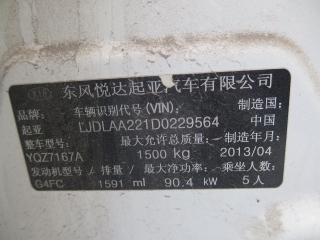 KIA 东风悦达起亚汽车有限公司
品牌: 车辆识别代号(VIN): 制造国:
起亚 LJDLAA221D0229564 中国
整车型号: 最大允许总质量: 制造年月:
YQZ7167A 1500 kg 2013/04
发动机型号/排量/最大净功率: 乘坐人数:
G4FC 1591 ml 90.4 kW 5人